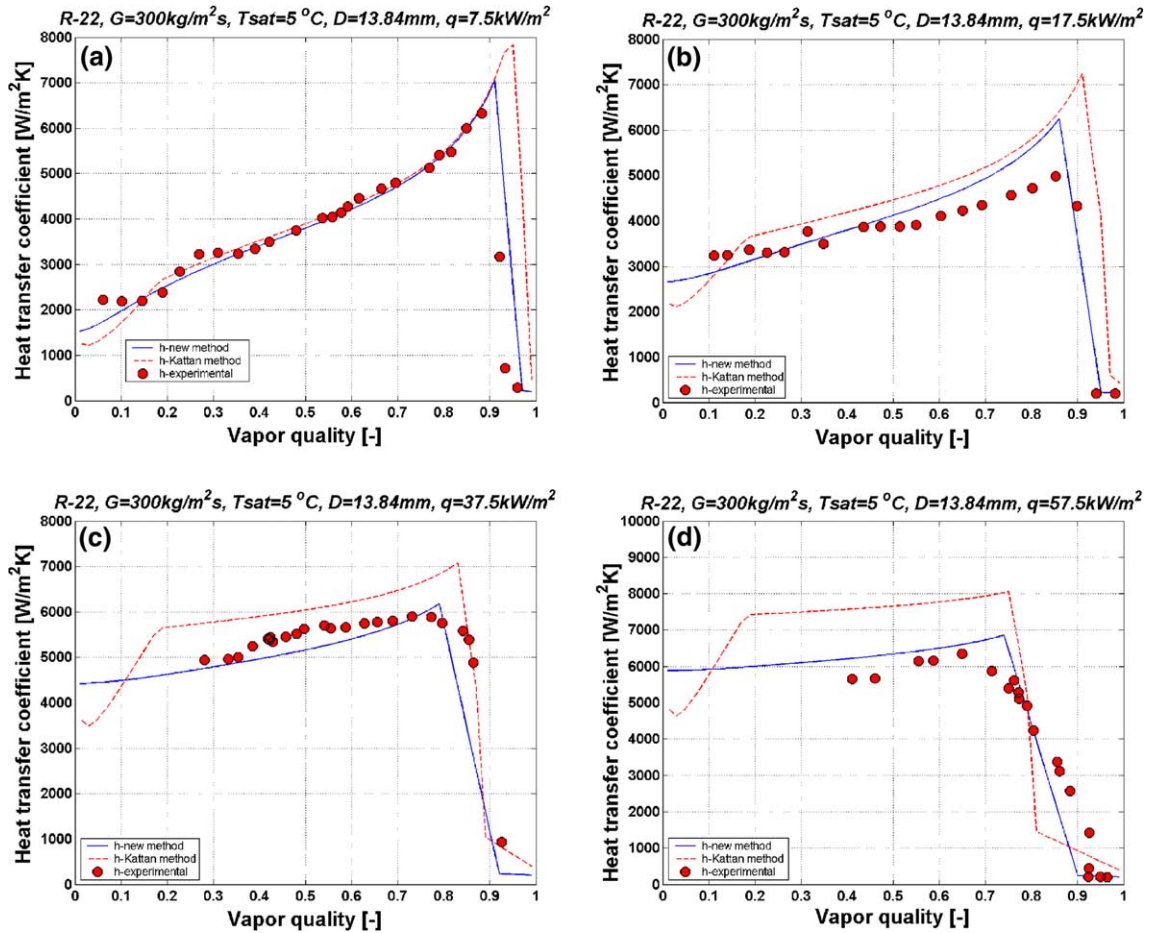 R-22, G=300kg/m²s, Tsat=5 °C, D=13.84mm, q=7.5kW/m²
(a)
Heat transfer coefficient [W/m²K]
8000
7000
6000
5000
4000
3000
2000
1000
0
h-new method
h-Kattan method
h-experimental
0 0.1 0.2 0.3 0.4 0.5 0.6 0.7 0.8 0.9 1
Vapor quality [-]
R-22, G=300kg/m²s, Tsat=5 °C, D=13.84mm, q=17.5kW/m²
(b)
Heat transfer coefficient [W/m²K]
8000
7000
6000
5000
4000
3000
2000
1000
0
h-new method
h-Kattan method
h-experimental
0 0.1 0.2 0.3 0.4 0.5 0.6 0.7 0.8 0.9 1
Vapor quality [-]
R-22, G=300kg/m²s, Tsat=5 °C, D=13.84mm, q=37.5kW/m²
(c)
Heat transfer coefficient [W/m²K]
8000
7000
6000
5000
4000
3000
2000
1000
0
h-new method
h-Kattan method
h-experimental
0 0.1 0.2 0.3 0.4 0.5 0.6 0.7 0.8 0.9 1
Vapor quality [-]
R-22, G=300kg/m²s, Tsat=5 °C, D=13.84mm, q=57.5kW/m²
(d)
Heat transfer coefficient [W/m²K]
10000
9000
8000
7000
6000
5000
4000
3000
2000
1000
0
h-new method
h-Kattan method
h-experimental
0 0.1 0.2 0.3 0.4 0.5 0.6 0.7 0.8 0.9 1
Vapor quality [-]